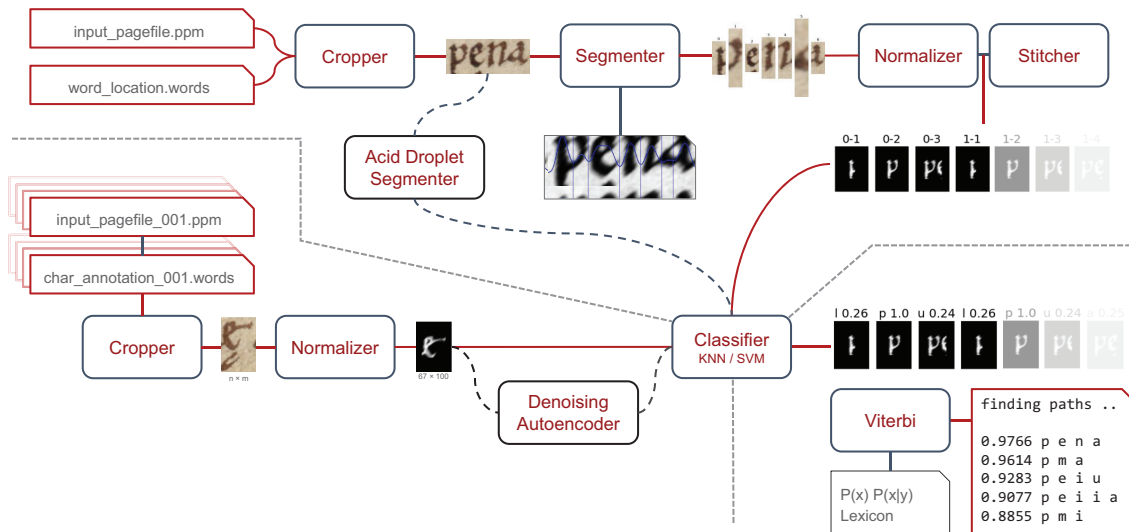 input_pagefile.ppm
word_location.words
Cropper
pena
Segmenter
pena
Normalizer
Stitcher
Acid Droplet
Segmenter
pena
0-1 0-2 0-3 1-1 1-2 1-3 1-4
input_pagefile_001.ppm
char_annotation_001.words
Cropper
n × m
Normalizer
67 × 100
Denoising
Autoencoder
Classifier
KNN / SVM
l 0.26 p 1.0 u 0.24 l 0.26 p 1.0 u 0.24 a 0.25
Viterbi
P(x) P(x|y)
Lexicon
finding paths ..
0.9766 p e n a
0.9614 p m a
0.9283 p e i u
0.9077 p e i i a
0.8855 p m i